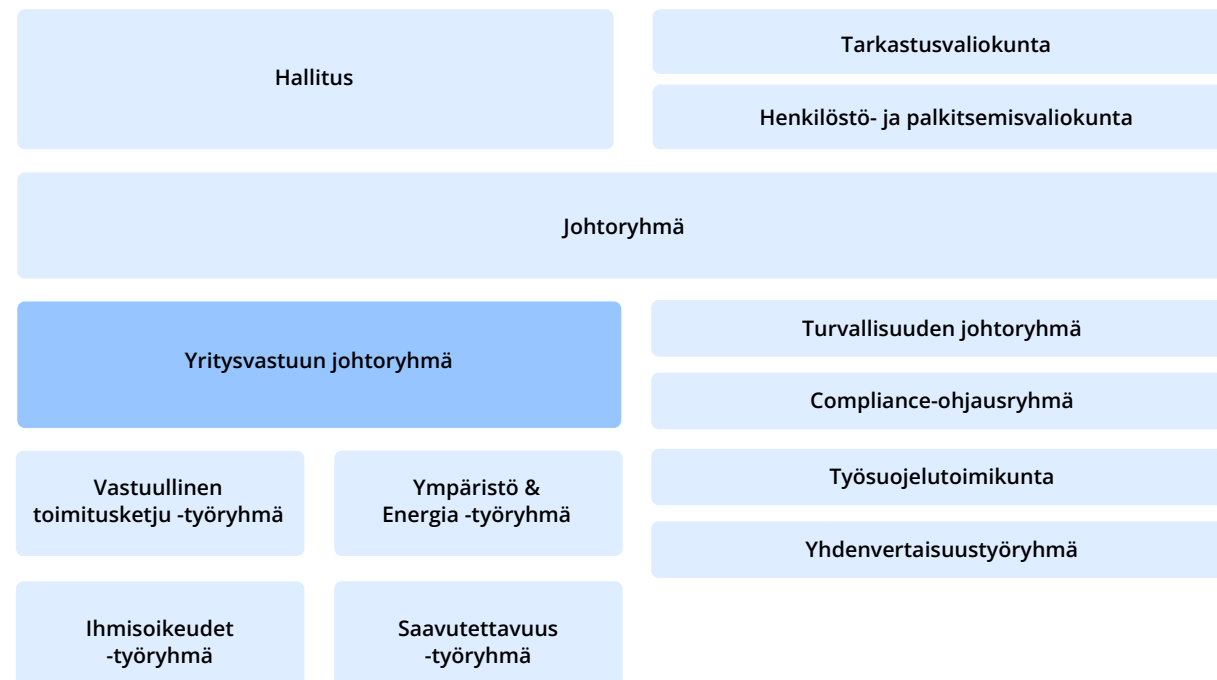 Hallitus
Tarkastusvaliokunta
Henkilöstö- ja palkitsemisvaliokunta
Johtoryhmä
Yritysvastuun johtoryhmä
Turvallisuuden johtoryhmä
Compliance-ohjausryhmä
Vastuullinen
toimitusketju -työryhmä
Ympäristö &
Energia -työryhmä
Työsuojelutoimikunta
Yhdenvertaisuustyöryhmä
Ihmisoikeudet
-työryhmä
Saavutettavuus
-työryhmä